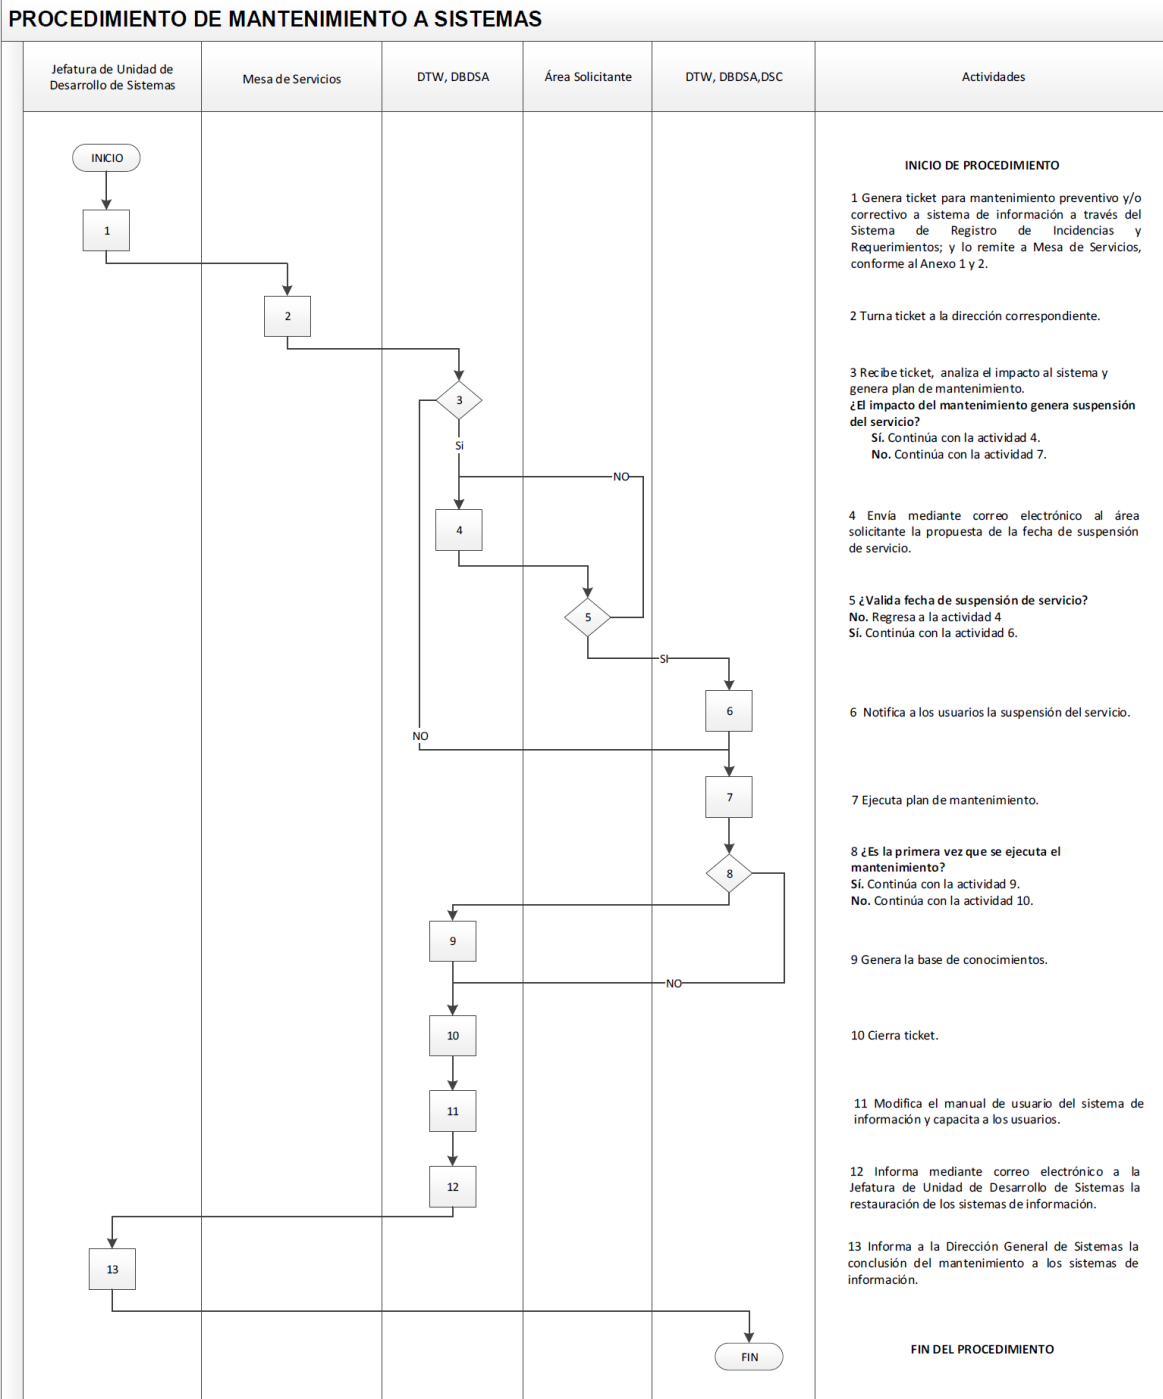 PROCEDIMIENTO DE MANTENIMIENTO A SISTEMAS
Jefatura de Unidad de
Desarrollo de Sistemas
Mesa de Servicios
DTW, DBDSA
Área Solicitante
DTW, DBDSA,DSC
Actividades
INICIO
1
2
3
Si
NO
4
5
SI
6
NO
7
8
9
NO
10
11
12
13
FIN
INICIO DE PROCEDIMIENTO
1 Genera ticket para mantenimiento preventivo y/o
correctivo a sistema de información a través del
Sistema de Registro de Incidencias y
Requerimientos; y lo remite a Mesa de Servicios,
conforme al Anexo 1 y 2.
2 Turna ticket a la dirección correspondiente.
3 Recibe ticket, analiza el impacto al sistema y
genera plan de mantenimiento.
¿El impacto del mantenimiento genera suspensión
del servicio?
Sí. Continúa con la actividad 4.
No. Continúa con la actividad 7.
4 Envía mediante correo electrónico al área
solicitante la propuesta de la fecha de suspensión
de servicio.
5 ¿Valida fecha de suspensión de servicio?
No. Regresa a la actividad 4
Sí. Continúa con la actividad 6.
6 Notifica a los usuarios la suspensión del servicio.
7 Ejecuta plan de mantenimiento.
8 ¿Es la primera vez que se ejecuta el
mantenimiento?
Sí. Continúa con la actividad 9.
No. Continúa con la actividad 10.
9 Genera la base de conocimientos.
10 Cierra ticket.
11 Modifica el manual de usuario del sistema de
información y capacita a los usuarios.
12 Informa mediante correo electrónico a la
Jefatura de Unidad de Desarrollo de Sistemas la
restauración de los sistemas de información.
13 Informa a la Dirección General de Sistemas la
conclusión del mantenimiento a los sistemas de
información.
FIN DEL PROCEDIMIENTO